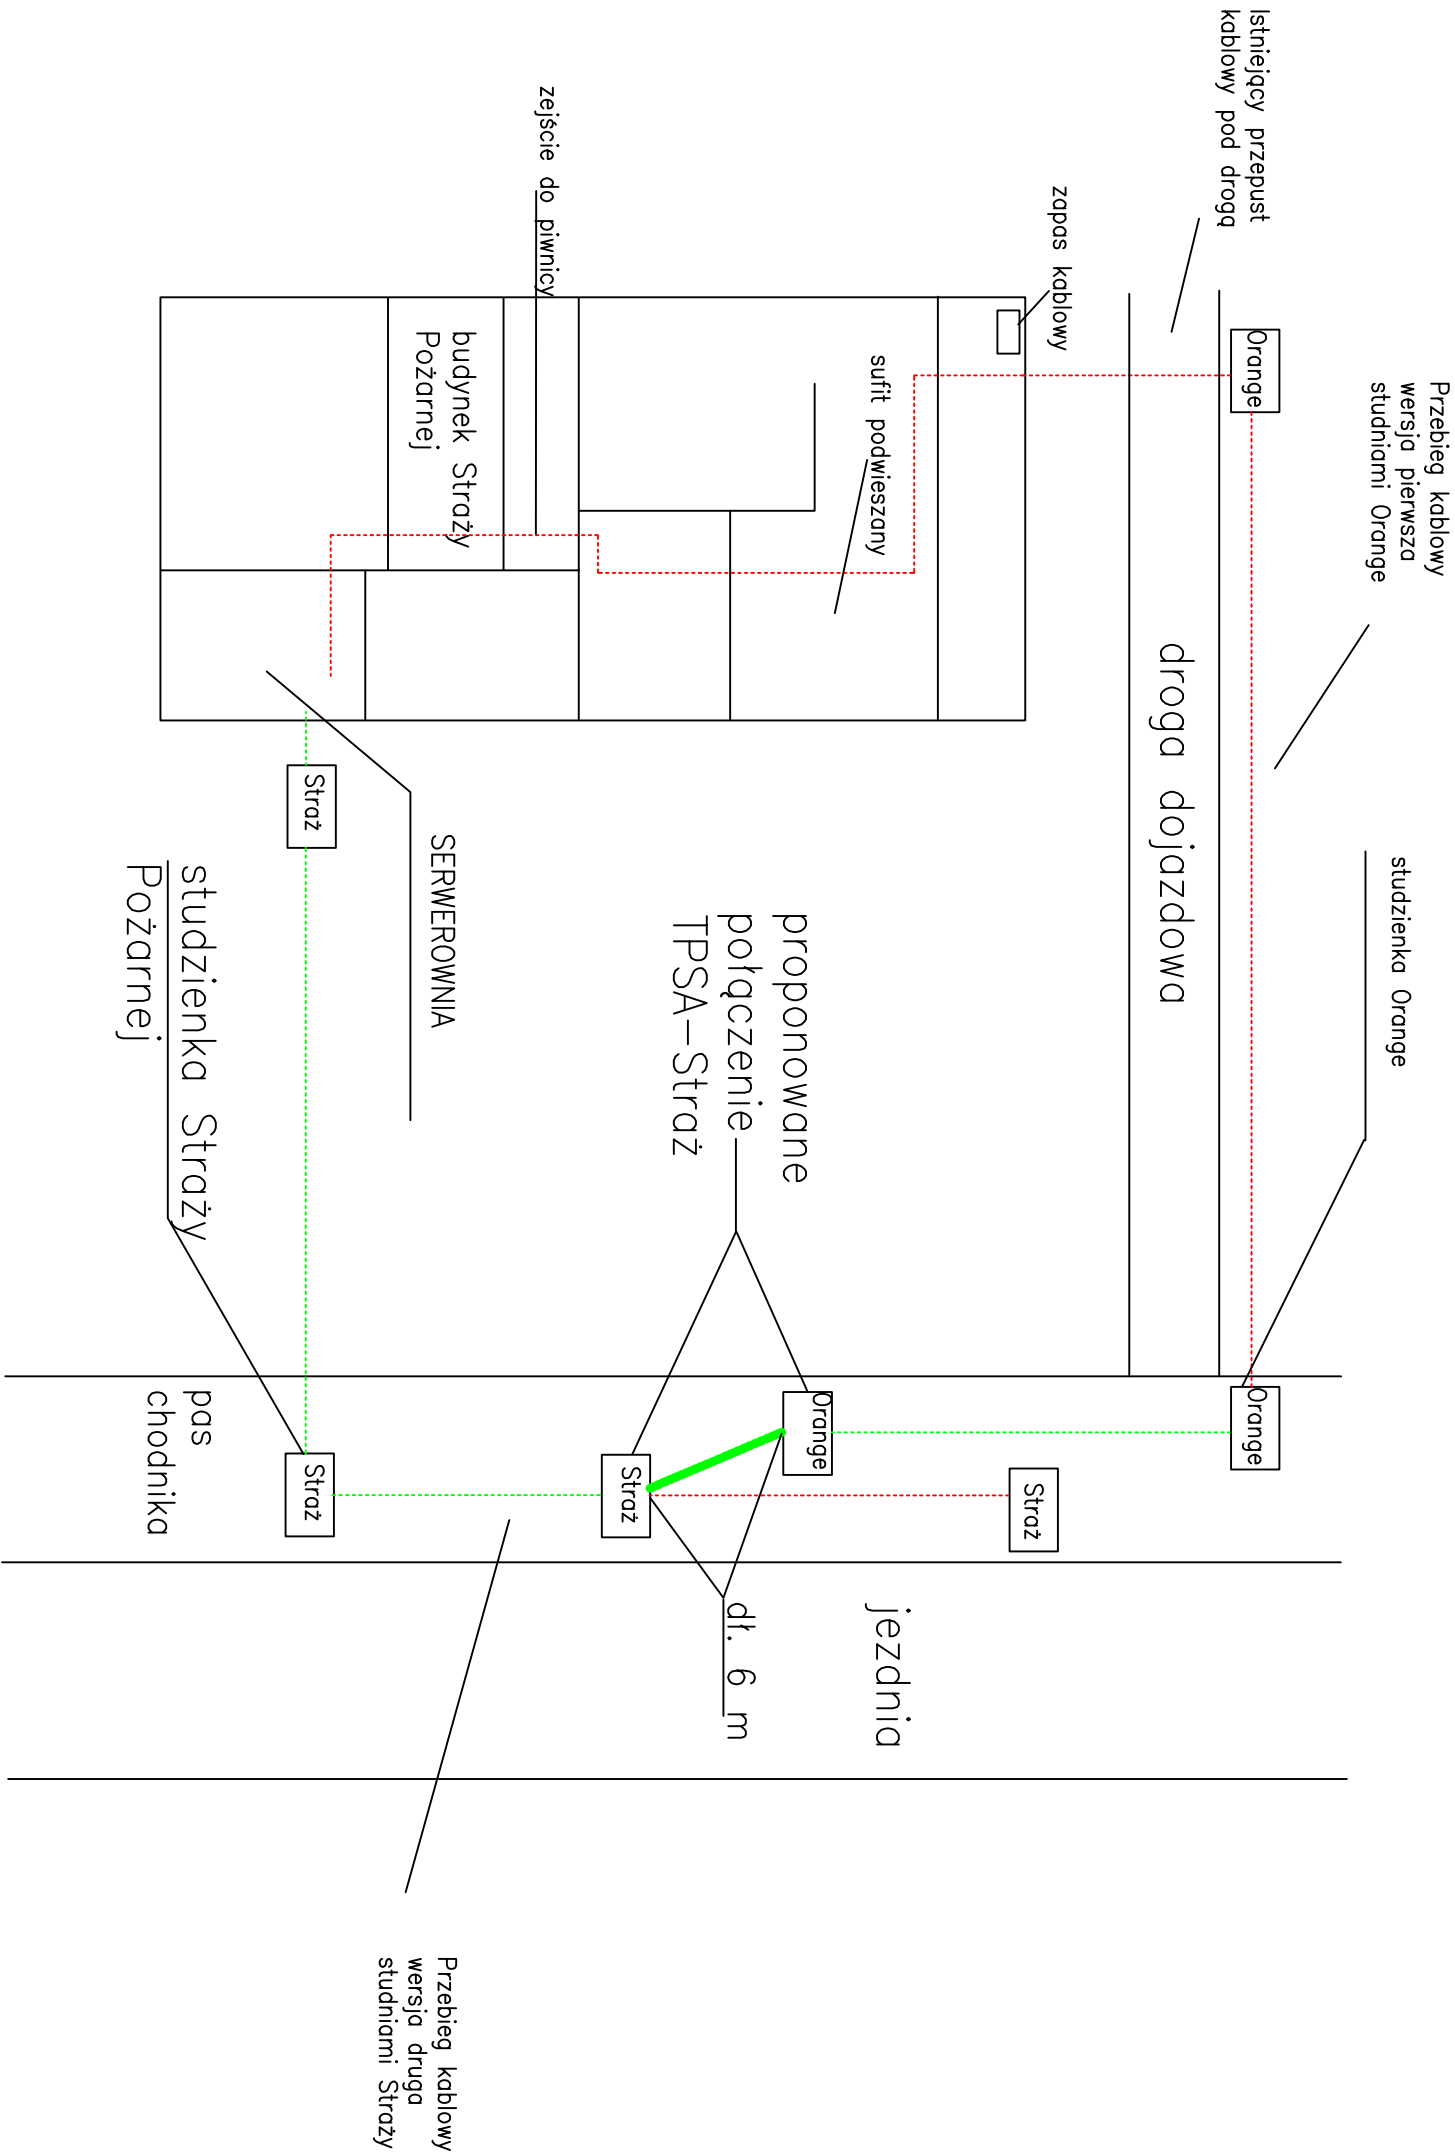 Istniejący przepust
kablowy pod drogą
zejście do piwnicy
zapas kablowy
Orange
Przebieg kablowy
wersja pierwsza
studniami Orange
sufit podwieszany
budynek Straży
Pożarnej
droga dojazdowa
studzienka Orange
Straż
SERWEROWNIA
studzienka Straży
Pożarnej
proponowane
połączenie
TPSA-Straż
Orange
Orange
Straż
Straż
Straż
pas
chodnika
dł. 6 m
jezdnia
Przebieg kablowy
wersja druga
studniami Straży